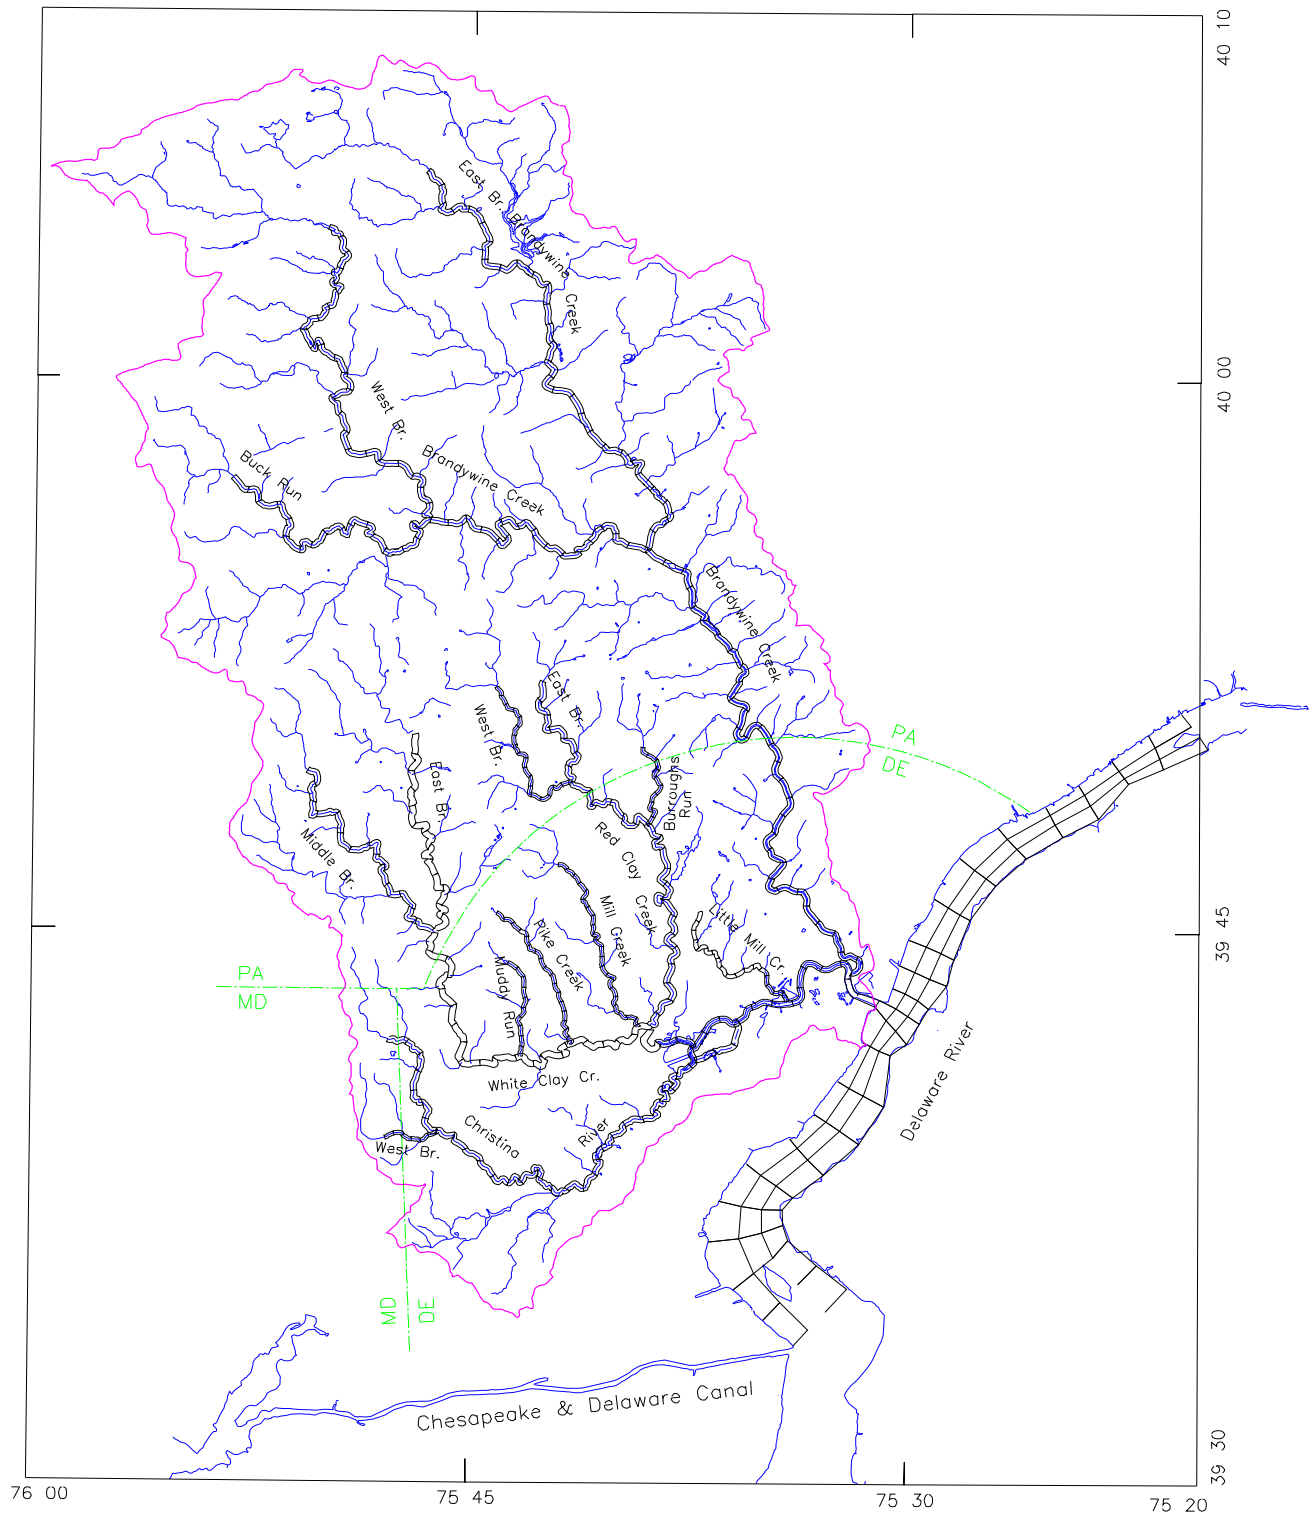 40 10
East Br. Brandywine Creek
40 00
West Br.
Brandywine Creek
Buck Run
Brandywine Creek
East Br.
West Br.
PA
DE
East Br.
Burroughs
Run
Middle Br.
Red Clay Creek
Mill Creek
Pike Creek
Muddy Run
Little Mill Cr.
39 45
PA
MD
White Clay Cr.
Delaware River
Christina River
West Br.
MD
DE
Chesapeake & Delaware Canal
39 30
76 00
75 45
75 30
75 20